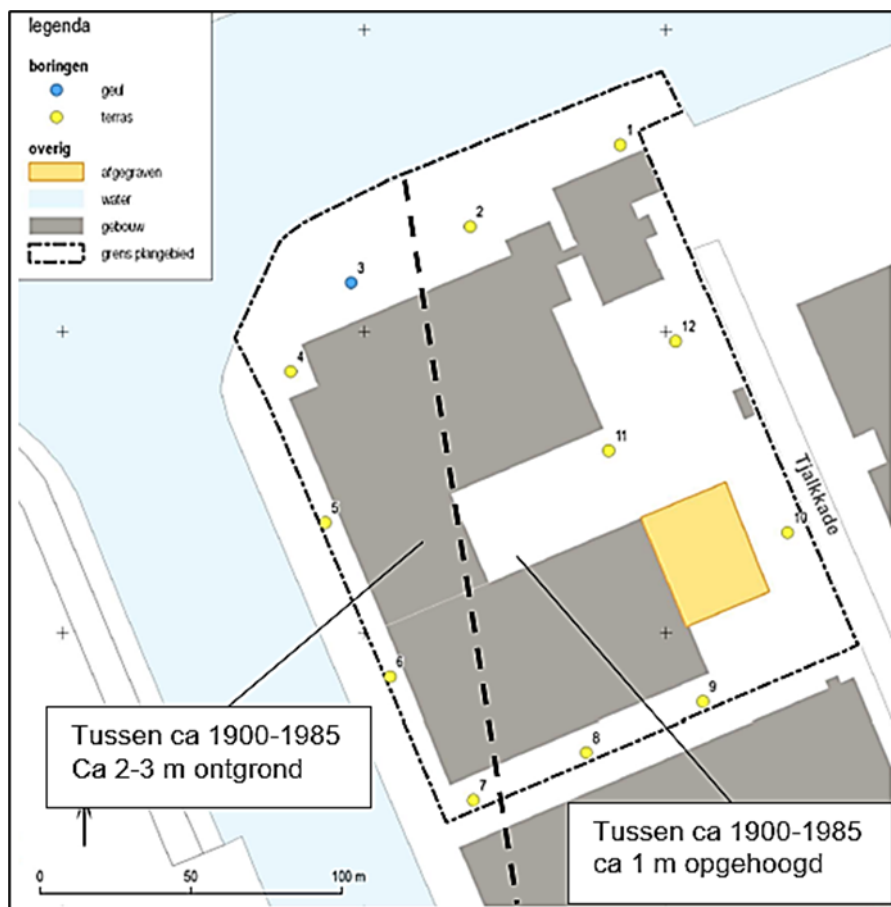 legenda
boringen
geul
terras
overig
afgegraven
water
gebouw
grens plangebied
1
2
3
12
4
11
Tjalkkade
5
10
6
9
Tussen ca 1900-1985
Ca 2-3 m ontgrond
8
7
Tussen ca 1900-1985
ca 1 m opgehoogd
0 50 100 m